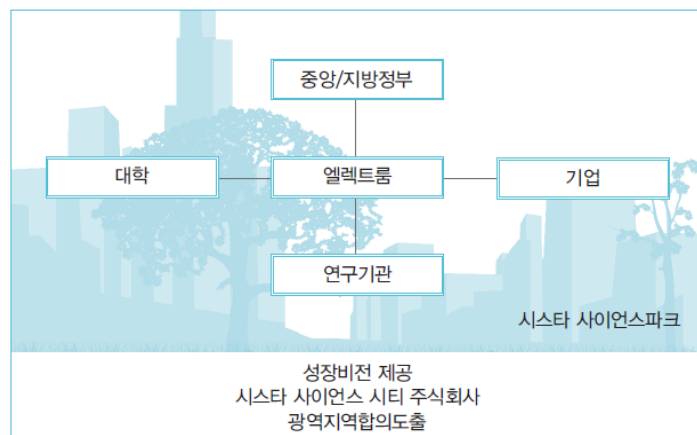 중앙/지방정부
대학
엘렉트룸
기업
연구기관
시스타 사이언스파크
성장비전 제공
시스타 사이언스 시티 주식회사
광역지역합의도출